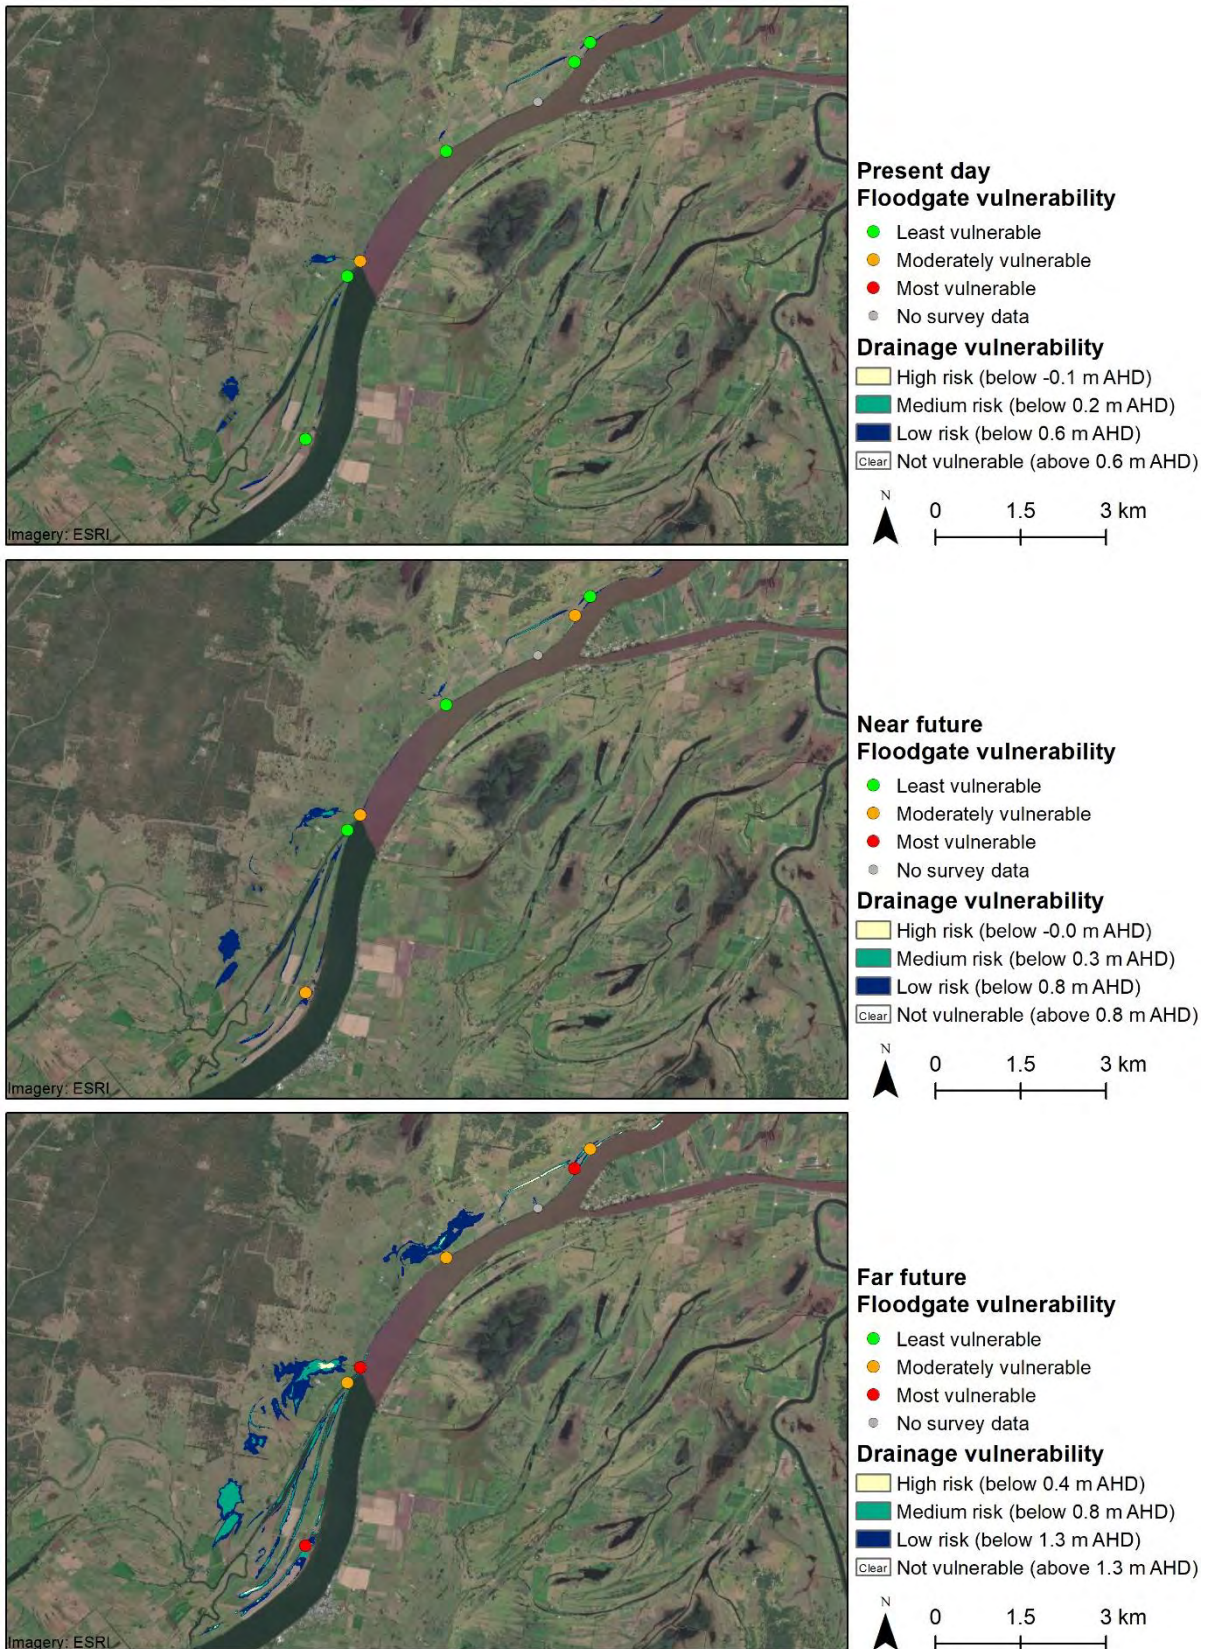 Present day
Floodgate vulnerability
Least vulnerable
Moderately vulnerable
Most vulnerable
No survey data
Drainage vulnerability
High risk (below -0.1 m AHD)
Medium risk (below 0.2 m AHD)
Low risk (below 0.6 m AHD)
Clear Not vulnerable (above 0.6 m AHD)
N
0 1.5 3 km
Imagery: ESRI
Near future
Floodgate vulnerability
Least vulnerable
Moderately vulnerable
Most vulnerable
No survey data
Drainage vulnerability
High risk (below -0.0 m AHD)
Medium risk (below 0.3 m AHD)
Low risk (below 0.8 m AHD)
Clear Not vulnerable (above 0.8 m AHD)
N
0 1.5 3 km
Imagery: ESRI
Far future
Floodgate vulnerability
Least vulnerable
Moderately vulnerable
Most vulnerable
No survey data
Drainage vulnerability
High risk (below 0.4 m AHD)
Medium risk (below 0.8 m AHD)
Low risk (below 1.3 m AHD)
Clear Not vulnerable (above 1.3 m AHD)
N
0 1.5 3 km
Imagery: ESRI